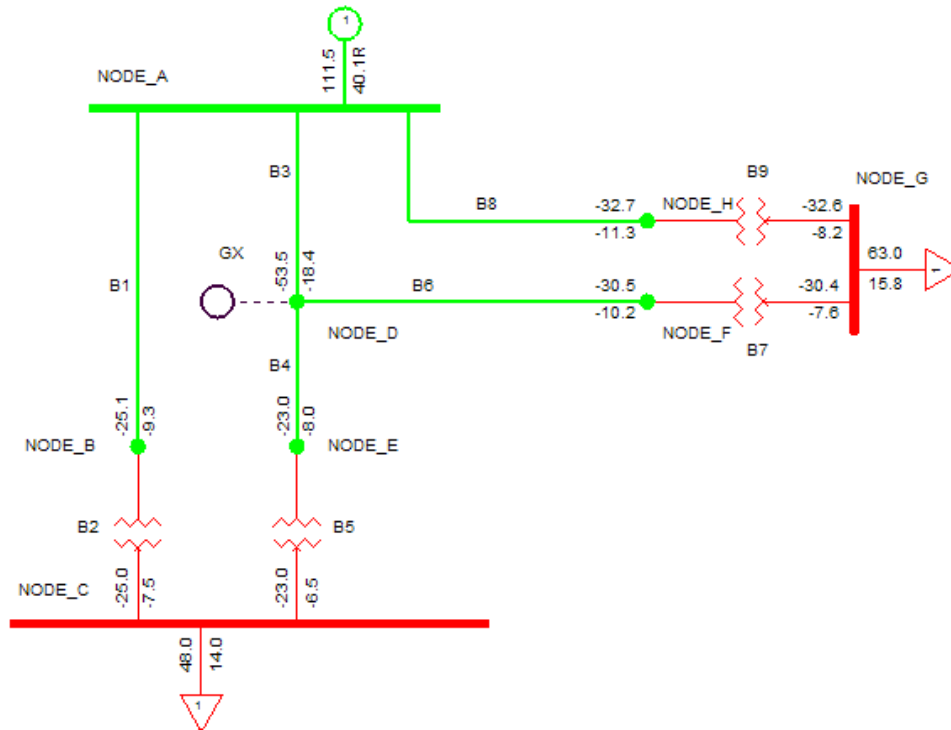 1
111.5
40.1R
NODE_A
B3
B9
NODE_G
B8
-32.7
NODE_H
-32.6
-11.3
-8.2
63.0
1
15.8
GX
-53.5
-18.4
B1
B6
-30.5
-30.4
-10.2
NODE_F
-7.6
NODE_D
B7
B4
-25.1
-9.3
-23.0
-8.0
NODE_B
NODE_E
B2
B5
NODE_C
-25.0
-7.5
-23.0
-6.5
48.0
14.0
1